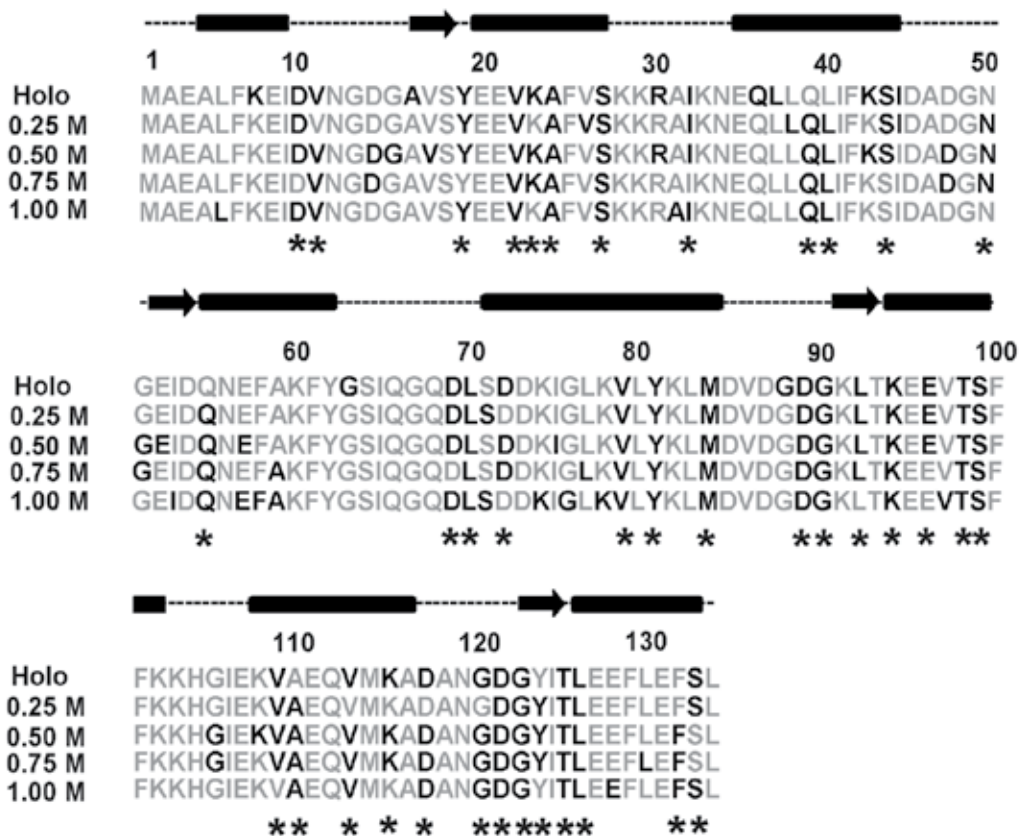 1 10 20 30 40 50
Holo MAEALFKEIDVNGDGAVSYEEVKAFVSKKRAIKNEQLLQLIFKSIDADGN
0.25 M MAEALFKEIDVNGDGAVSYEEVKAFVSKKRAIKNEQLLQLIFKSIDADGN
0.50 M MAEALFKEIDVNGDGAVSYEEVKAFVSKKRAIKNEQLLQLIFKSIDADGN
0.75 M MAEALFKEIDVNGDGAVSYEEVKAFVSKKRAIKNEQLLQLIFKSIDADGN
1.00 M MAEALFKEIDVNGDGAVSYEEVKAFVSKKRAIKNEQLLQLIFKSIDADGN
** * *** * * ** * *
60 70 80 90 100
Holo GEIDQNEFAKFYGSIQGQDLSDDKIGLKVLYKLMDVDGDGKLTKEEVTSF
0.25 M GEIDQNEFAKFYGSIQGQDLSDDKIGLKVLYKLMDVDGDGKLTKEEVTSF
0.50 M GEIDQNEFAKFYGSIQGQDLSDDKIGLKVLYKLMDVDGDGKLTKEEVTSF
0.75 M GEIDQNEFAKFYGSIQGQDLSDDKIGLKVLYKLMDVDGDGKLTKEEVTSF
1.00 M GEIDQNEFAKFYGSIQGQDLSDDKIGLKVLYKLMDVDGDGKLTKEEVTSF
* ** * * * * ** * * * **
110 120 130
Holo FKKHGIEKVAEQVMKADANGDGYITLEEFLEFSL
0.25 M FKKHGIEKVAEQVMKADANGDGYITLEEFLEFSL
0.50 M FKKHGIEKVAEQVMKADANGDGYITLEEFLEFSL
0.75 M FKKHGIEKVAEQVMKADANGDGYITLEEFLEFSL
1.00 M FKKHGIEKVAEQVMKADANGDGYITLEEFLEFSL
** * * * ****** **